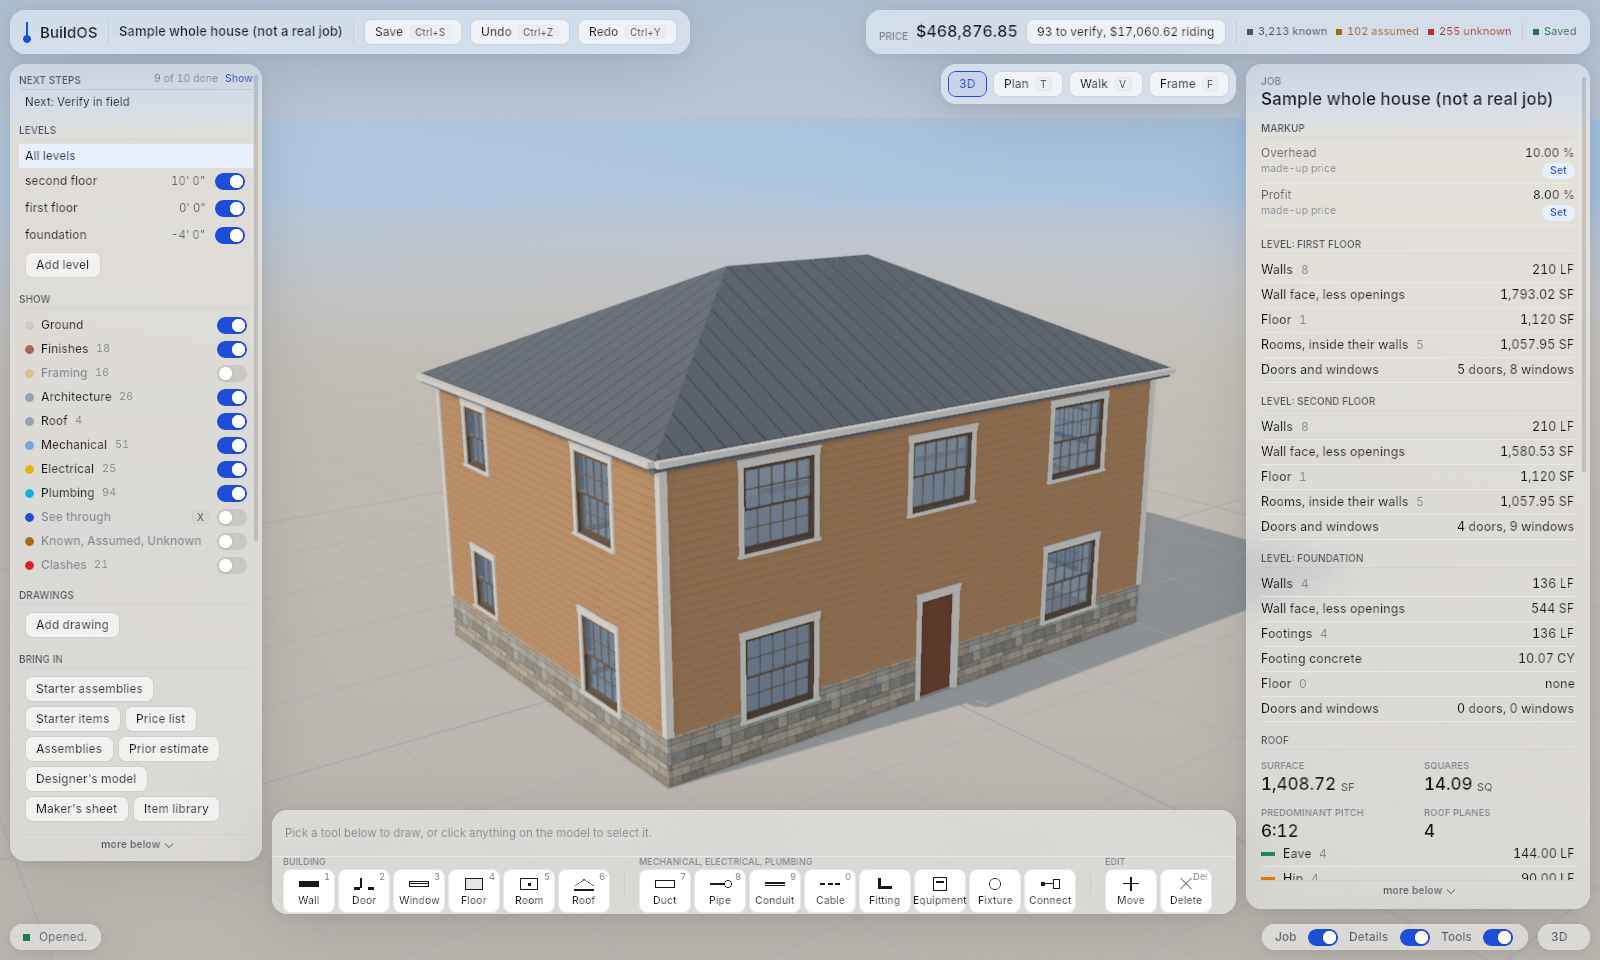 BuildOS
Sample whole house (not a real job)
Save Ctrl+S
Undo Ctrl+Z
Redo Ctrl+Y
PRICE $468,876.85
93 to verify, $17,060.62 riding
3,213 known
102 assumed
255 unknown
Saved
NEXT STEPS 9 of 10 done Show
Next: Verify in field
LEVELS
All levels
second floor 10' 0"
first floor 0' 0"
foundation -4' 0"
Add level
SHOW
Ground
Finishes 18
Framing 16
Architecture 26
Roof 4
Mechanical 51
Electrical 25
Plumbing 94
See through X
Known, Assumed, Unknown
Clashes 21
DRAWINGS
Add drawing
BRING IN
Starter assemblies
Starter items Price list
Assemblies Prior estimate
Designer's model
Maker's sheet Item library
more below
3D
Plan T
Walk V
Frame F
JOB
Sample whole house (not a real job)
MARKUP
Overhead 10.00 %
made-up price Set
Profit 8.00 %
made-up price Set
LEVEL: FIRST FLOOR
Walls 8 210 LF
Wall face, less openings 1,793.02 SF
Floor 1 1,120 SF
Rooms, inside their walls 5 1,057.95 SF
Doors and windows 5 doors, 8 windows
LEVEL: SECOND FLOOR
Walls 8 210 LF
Wall face, less openings 1,580.53 SF
Floor 1 1,120 SF
Rooms, inside their walls 5 1,057.95 SF
Doors and windows 4 doors, 9 windows
LEVEL: FOUNDATION
Walls 4 136 LF
Wall face, less openings 544 SF
Footings 4 136 LF
Footing concrete 10.07 CY
Floor 0 none
Doors and windows 0 doors, 0 windows
ROOF
SURFACE SQUARES
1,408.72 SF 14.09 SQ
PREDOMINANT PITCH ROOF PLANES
6:12 4
Eave 4 144.00 LF
Hip 4 90.00 LF
more below
Pick a tool below to draw, or click anything on the model to select it.
BUILDING
Wall 1
Door 2
Window 3
Floor 4
Room 5
Roof 6
MECHANICAL, ELECTRICAL, PLUMBING
Duct 7
Pipe 8
Conduit 9
Cable 0
Fitting
Equipment
Fixture
Connect
EDIT
Move
Delete Del
Opened.
Job
Details
Tools
3D